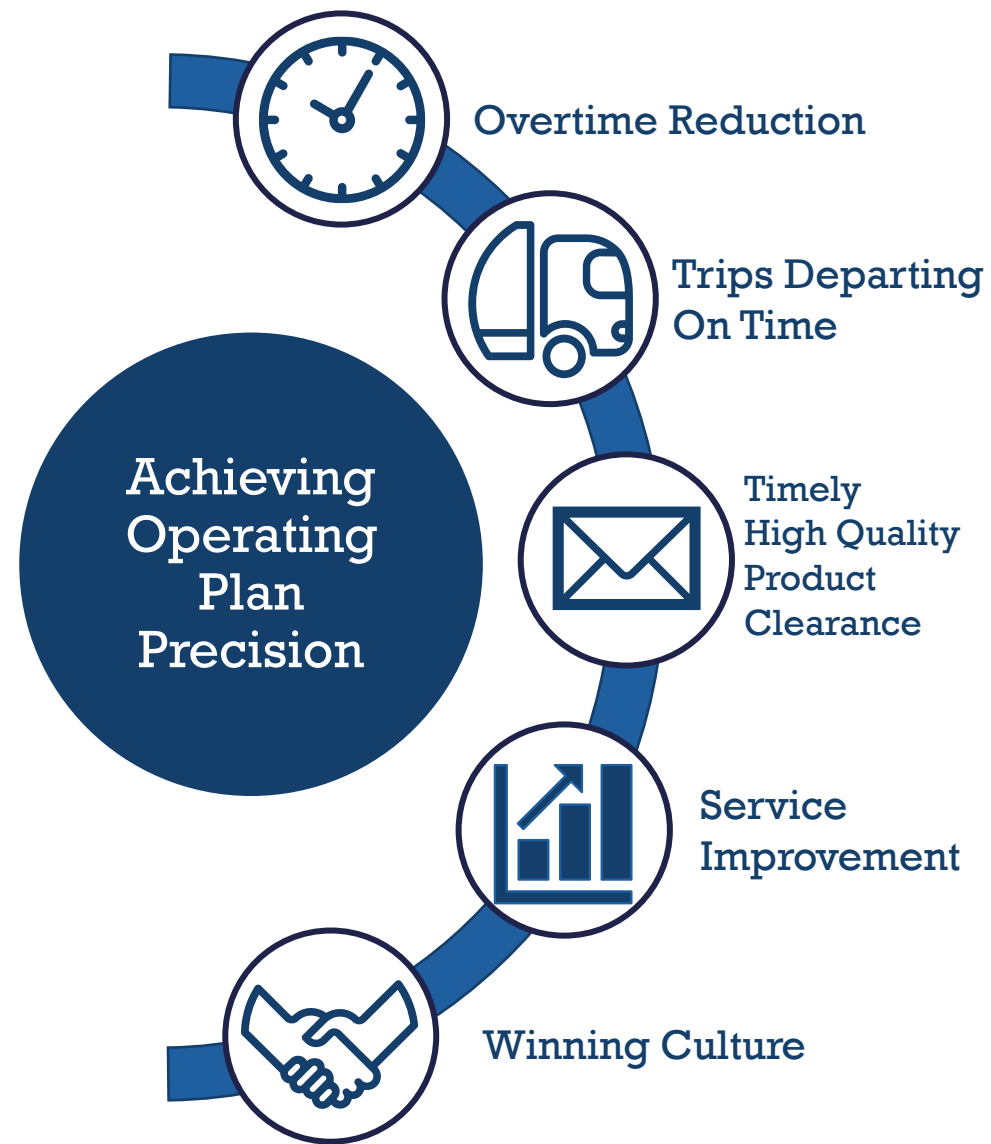 Overtime Reduction
Trips Departing
On Time
Achieving
Operating
Plan
Precision
Timely
High Quality
Product
Clearance
Service
Improvement
Winning Culture